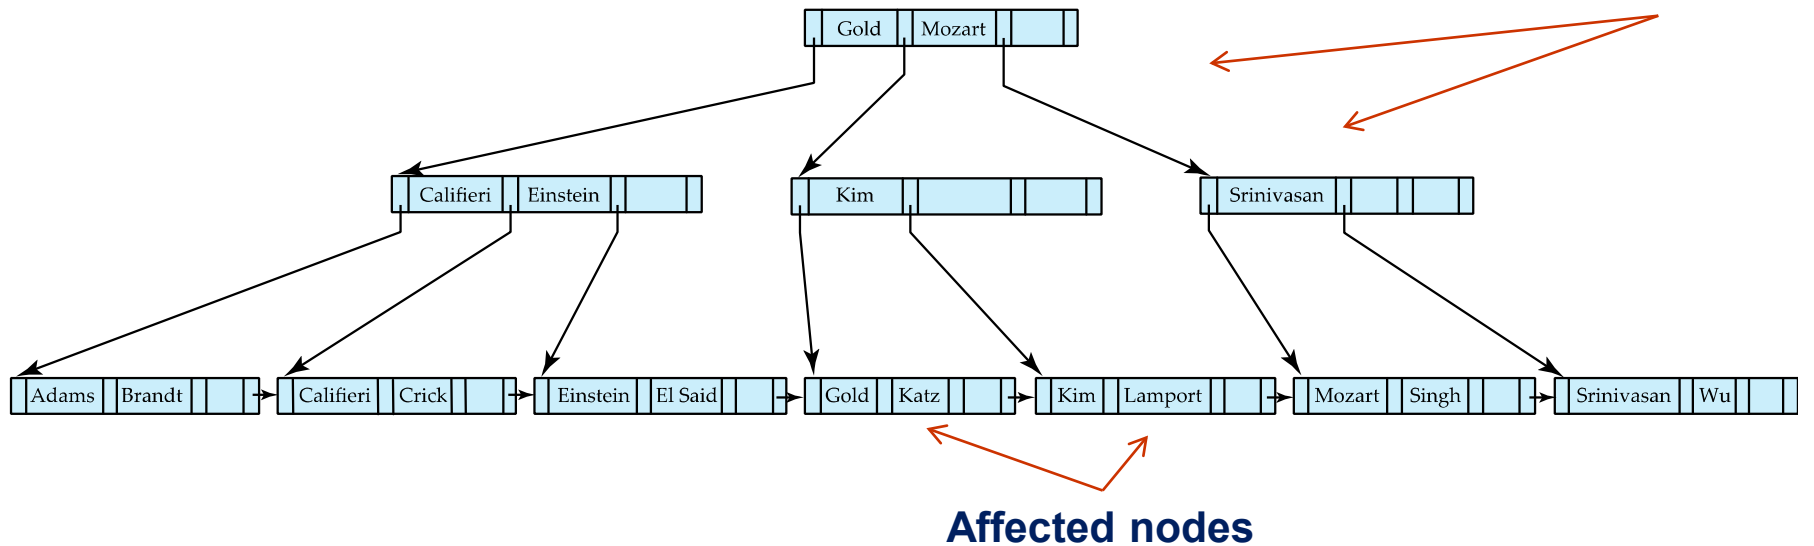 Gold Mozart
Califieri Einstein Kim Srinivasan
Adams Brandt Califieri Crick Einstein El Said Gold Katz Kim Lamport Mozart Singh Srinivasan Wu
Affected nodes